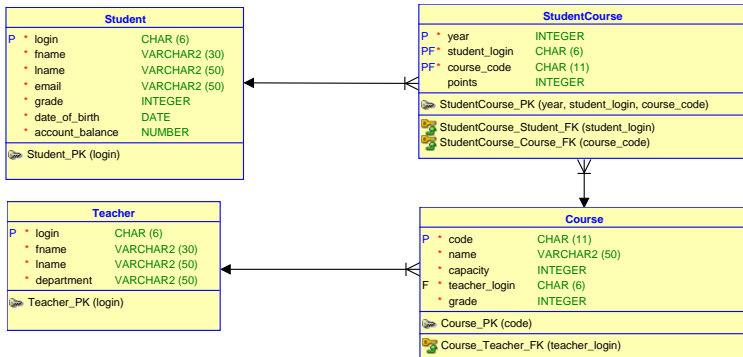 Student
P * login CHAR (6)
* fname VARCHAR2 (30)
* lname VARCHAR2 (50)
* email VARCHAR2 (50)
* grade INTEGER
* date_of_birth DATE
* account_balance NUMBER
Student_PK (login)
StudentCourse
P * year INTEGER
PF* student_login CHAR (6)
PF* course_code CHAR (11)
points INTEGER
StudentCourse_PK (year, student_login, course_code)
StudentCourse_Student_FK (student_login)
StudentCourse_Course_FK (course_code)
Teacher
P * login CHAR (6)
* fname VARCHAR2 (30)
* lname VARCHAR2 (50)
* department VARCHAR2 (50)
Teacher_PK (login)
Course
P * code CHAR (11)
* name VARCHAR2 (50)
* capacity INTEGER
F * teacher_login CHAR (6)
* grade INTEGER
Course_PK (code)
Course_Teacher_FK (teacher_login)